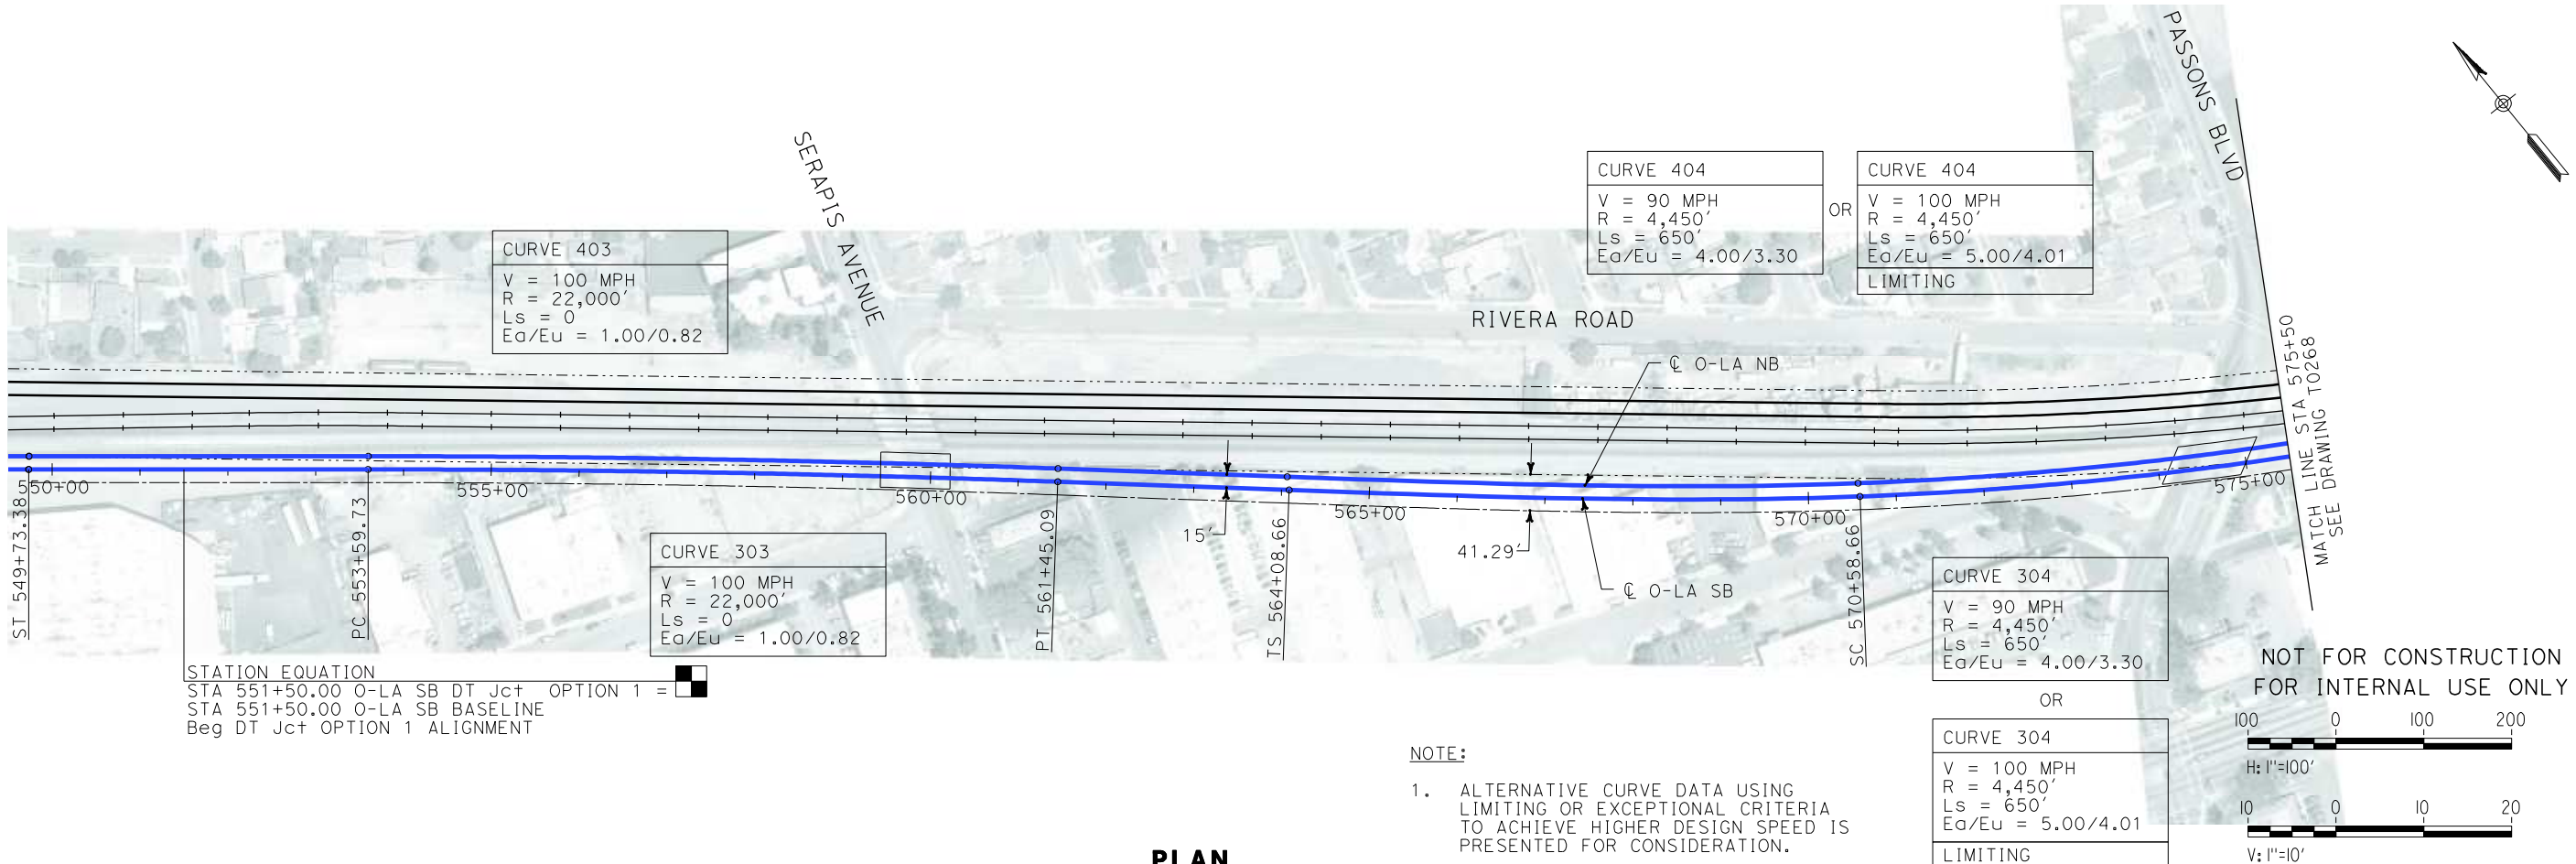 PASSONS BLVD
SERAPIS AVENUE
CURVE 404
V = 90 MPH
R = 4,450'
Ls = 650'
Ea/Eu = 4.00/3.30
OR
CURVE 404
V = 100 MPH
R = 4,450'
Ls = 650'
Ea/Eu = 5.00/4.01
LIMITING
CURVE 403
V = 100 MPH
R = 22,000'
Ls = 0
Ea/Eu = 1.00/0.82
RIVERA ROAD
℄ O-LA NB
MATCH LINE STA 575+50
SEE DRAWING T0268
550+00
555+00
560+00
565+00
570+00
575+00
ST 549+73.38
PC 553+59.73
PT 561+45.09
TS 564+08.66
SC 570+58.66
15'
41.29'
℄ O-LA SB
CURVE 303
V = 100 MPH
R = 22,000'
Ls = 0
Ea/Eu = 1.00/0.82
CURVE 304
V = 90 MPH
R = 4,450'
Ls = 650'
Ea/Eu = 4.00/3.30
OR
CURVE 304
V = 100 MPH
R = 4,450'
Ls = 650'
Ea/Eu = 5.00/4.01
LIMITING
STATION EQUATION
STA 551+50.00 O-LA SB DT Jct OPTION 1 =
STA 551+50.00 O-LA SB BASELINE
Beg DT Jct OPTION 1 ALIGNMENT
NOT FOR CONSTRUCTION
FOR INTERNAL USE ONLY
100 0 100 200
H: 1"=100'
10 0 10 20
V: 1"=10'
NOTE:
1. ALTERNATIVE CURVE DATA USING
LIMITING OR EXCEPTIONAL CRITERIA
TO ACHIEVE HIGHER DESIGN SPEED IS
PRESENTED FOR CONSIDERATION.
PLAN